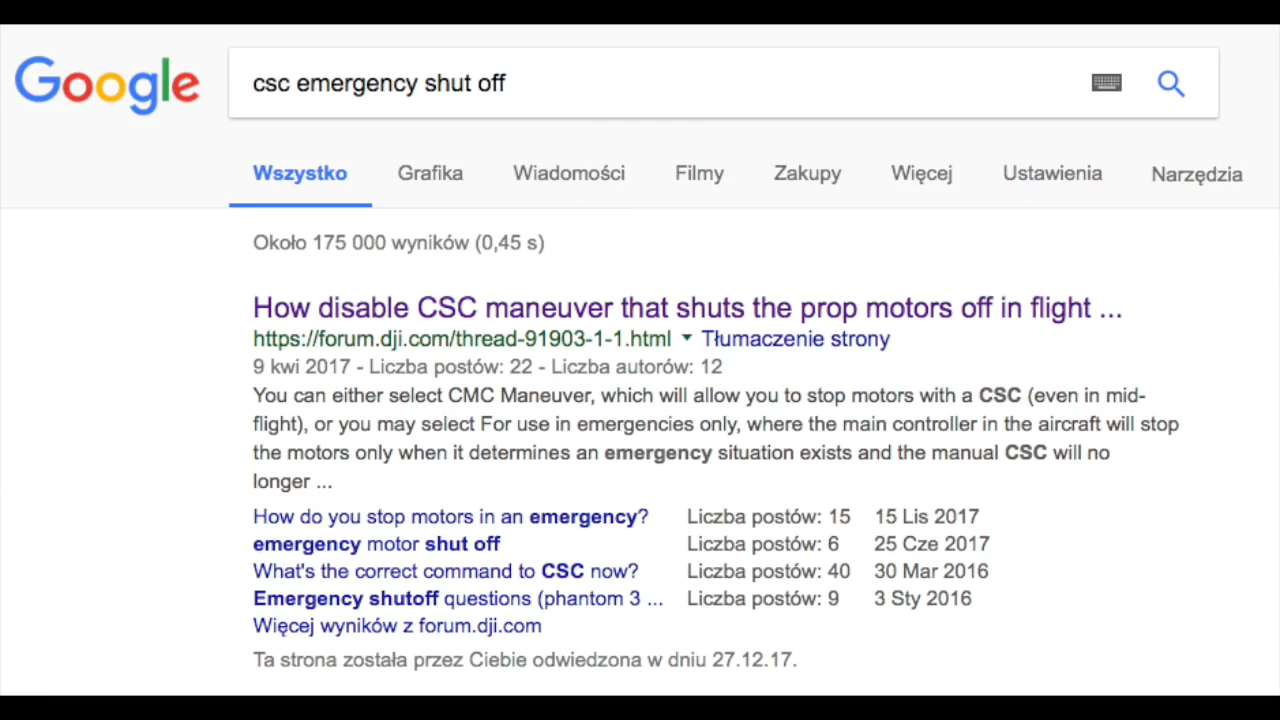 Google
csc emergency shut off
Wszystko Grafika Wiadomości Filmy Zakupy Więcej Ustawienia Narzędzia
Około 175 000 wyników (0,45 s)
How disable CSC maneuver that shuts the prop motors off in flight ...
https://forum.dji.com/thread-91903-1-1.html ▼ Tłumaczenie strony
9 kwi 2017 - Liczba postów: 22 - Liczba autorów: 12
You can either select CMC Maneuver, which will allow you to stop motors with a CSC (even in mid-
flight), or you may select For use in emergencies only, where the main controller in the aircraft will stop
the motors only when it determines an emergency situation exists and the manual CSC will no
longer ...
How do you stop motors in an emergency? Liczba postów: 15 15 Lis 2017
emergency motor shut off Liczba postów: 6 25 Cze 2017
What's the correct command to CSC now? Liczba postów: 40 30 Mar 2016
Emergency shutoff questions (phantom 3 ... Liczba postów: 9 3 Sty 2016
Więcej wyników z forum.dji.com
Ta strona została przez Ciebie odwiedzona w dniu 27.12.17.